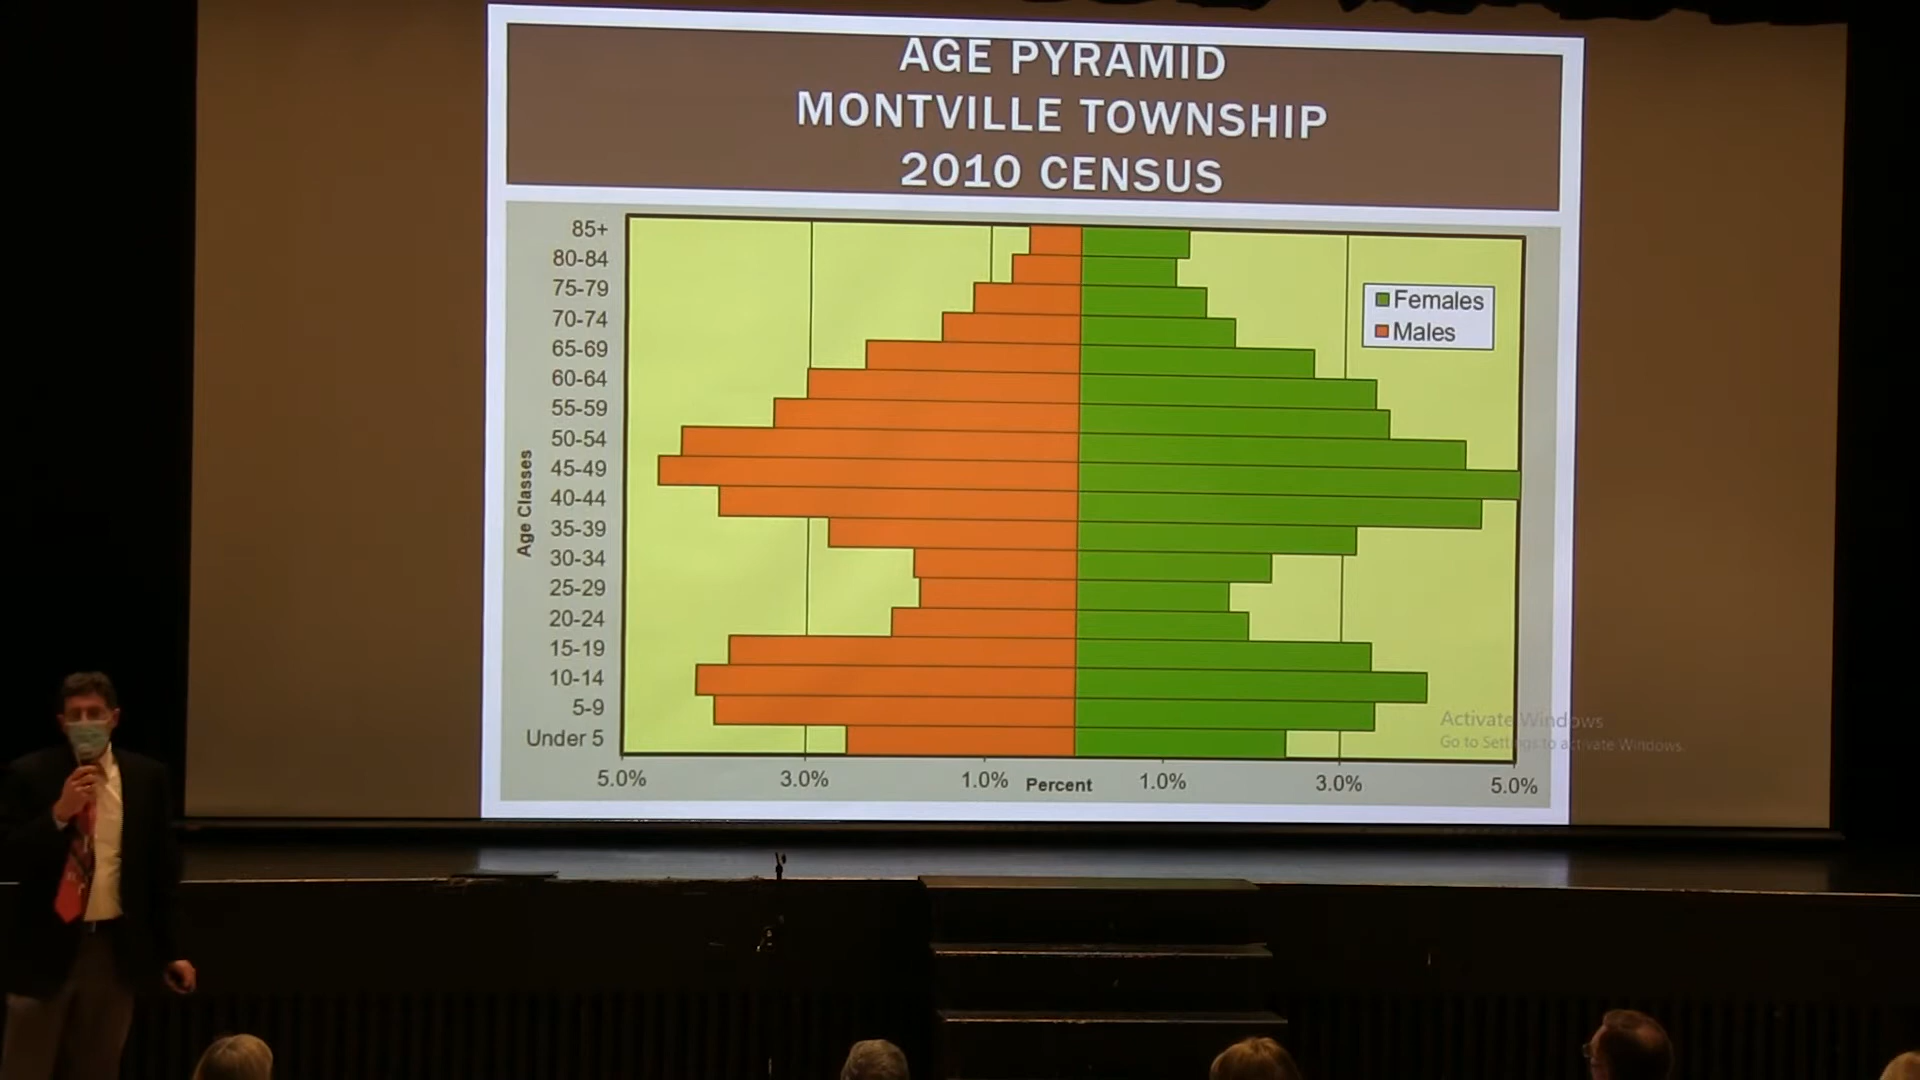 AGE PYRAMID
MONTVILLE TOWNSHIP
2010 CENSUS
85+
80-84
75-79
70-74
65-69
60-64
55-59
50-54
45-49
40-44
35-39
30-34
25-29
20-24
15-19
10-14
5-9
Under 5
Age Classes
Females
Males
5.0%
3.0%
1.0%
Percent
1.0%
3.0%
5.0%
Activate Windows
Go to Settings to activate Windows.